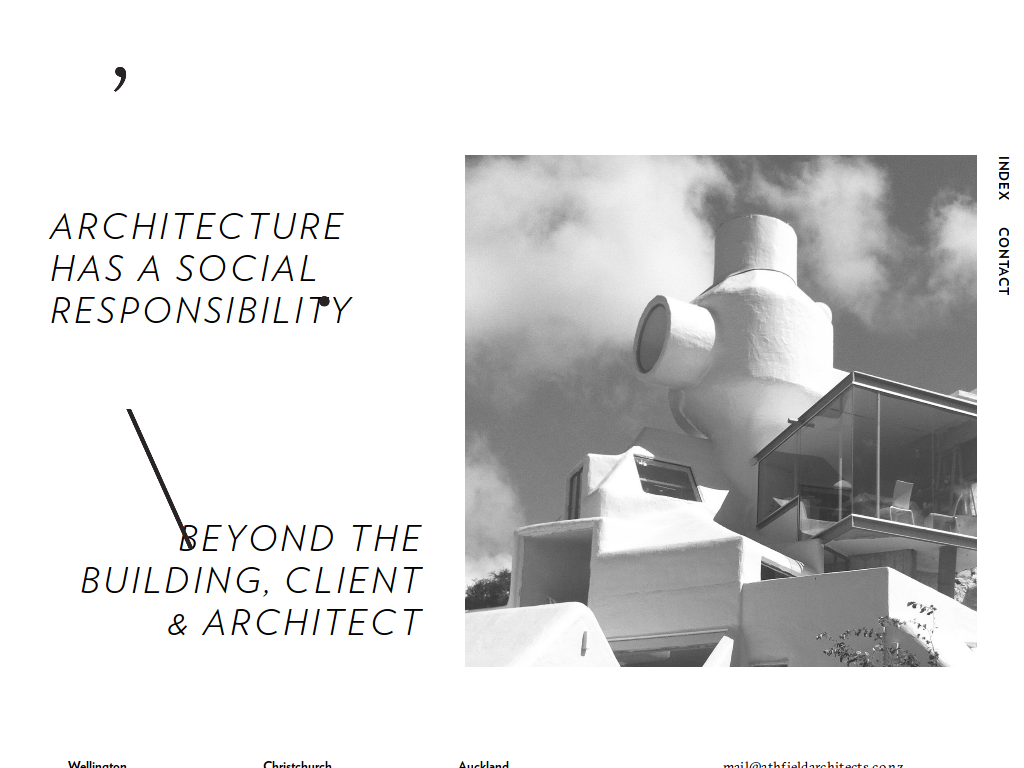 ,
ARCHITECTURE
HAS A SOCIAL
RESPONSIBILITY
\
BEYOND THE
BUILDING, CLIENT
& ARCHITECT
INDEX
CONTACT
Wellington
Christchurch
Auckland
mail@athfieldarchitects.co.nz